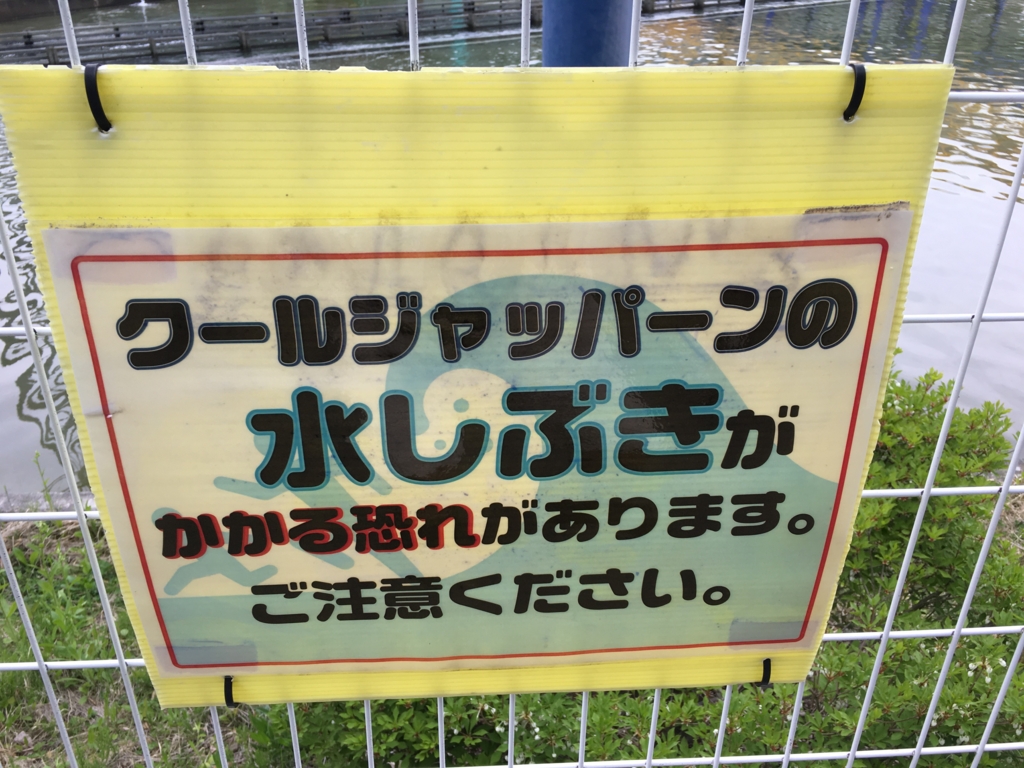 クールジャッパーンの
水しぶきが
かかる恐れがあります。
ご注意ください。